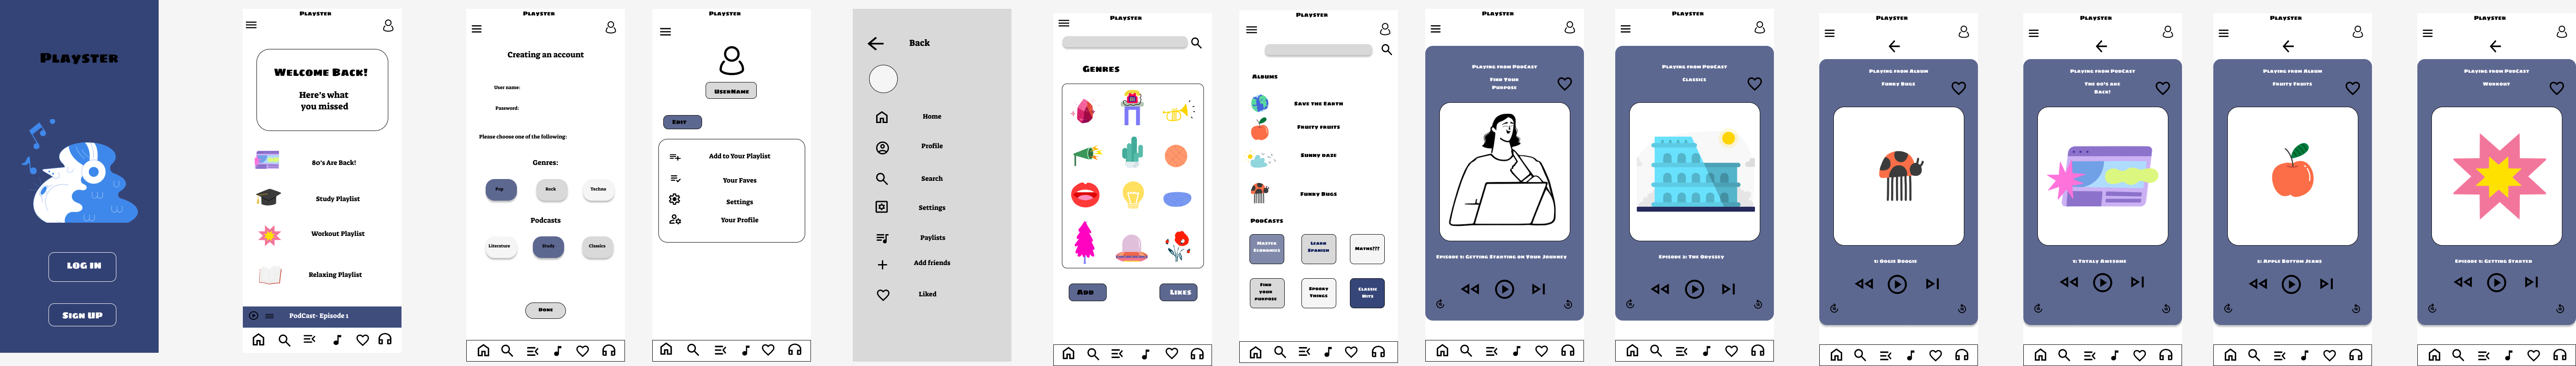 Playster
LOG IN
SIGN UP
Playster
Welcome Back!
Here's what
you missed
80's Are Back!
Study Playlist
Workout Playlist
Relaxing Playlist
PodCast- Episode 1
Playster
Creating an account
User name:
Password:
Please choose one of the following:
Genres:
Pop
Rock
Techno
Podcasts
Literature
Study
Classics
Done
Playster
UserName
Edit
Add to Your Playlist
Your Faves
Settings
Your Profile
Back
Home
Profile
Search
Settings
Paylists
Add friends
Liked
Playster
Genres
Add
Likes
Playster
Albums
Save the Earth
Fruity fruits
Sunny daze
Funky Bugs
Podcasts
Master
Economics
Learn
Spanish
Maths???
Find
your
purpose
Spooky
Things
Classic
Hits
Playster
Playing from PodCast
Find Your
Purpose
Episode 1: Getting Starting on Your Journey
Playster
Playing from PodCast
Classics
Episode 2: The Odyssey
Playster
Playing from Album
Funky Bugs
1: Oogie Boogie
Playster
Playing from PodCast
The 80's are
Back!
1: Totaly Awesome
Playster
Playing from Album
Fruity Fruits
2: Apple Bottom Jeans
Playster
Playing from PodCast
Workout
Episode 1: Getting Started